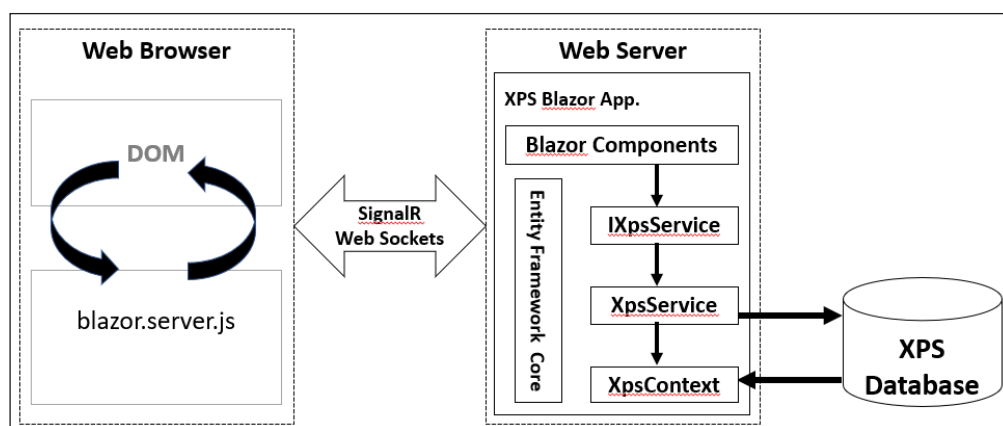 Web Browser
DOM
blazor.server.js
SignalR
Web Sockets
Web Server
XPS Blazor App.
Blazor Components
Entity Framework Core
IXpsService
XpsService
XpsContext
XPS
Database